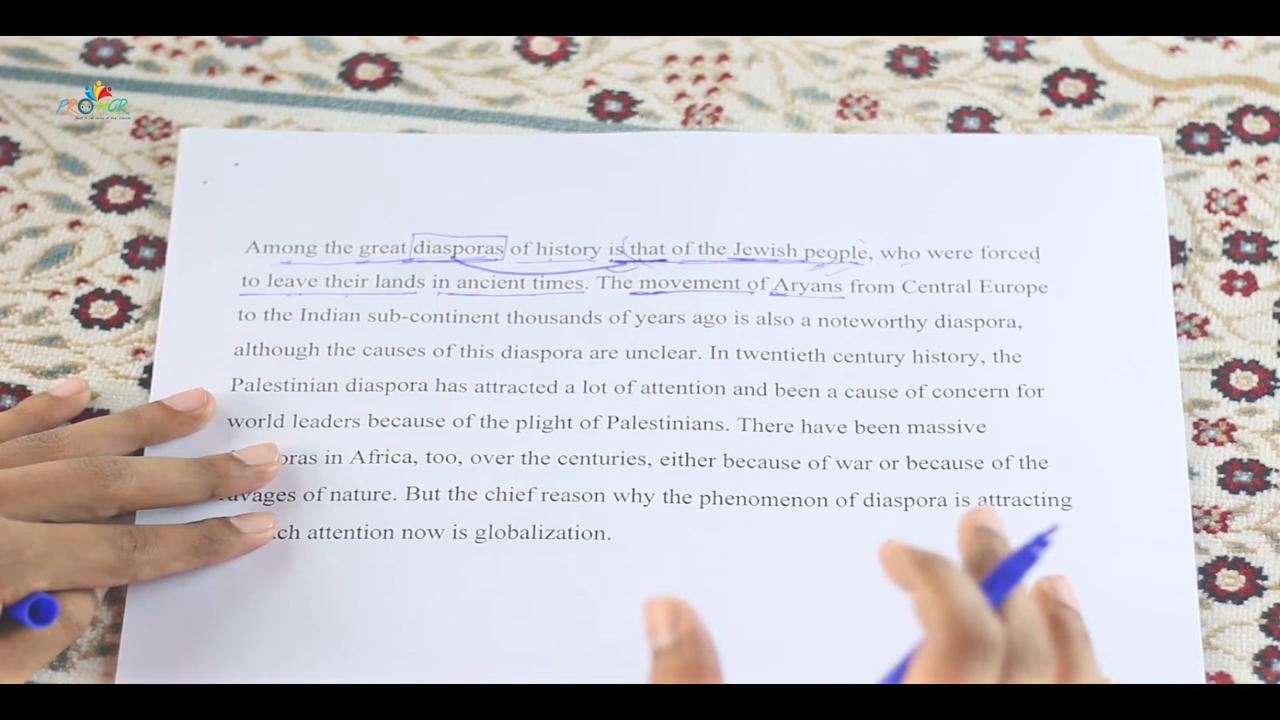 PROHOR
Among the great diasporas of history is that of the Jewish people, who were forced
to leave their lands in ancient times. The movement of Aryans from Central Europe
to the Indian sub-continent thousands of years ago is also a noteworthy diaspora,
although the causes of this diaspora are unclear. In twentieth century history, the
Palestinian diaspora has attracted a lot of attention and been a cause of concern for
world leaders because of the plight of Palestinians. There have been massive
in Africa, too, over the centuries, either because of war or because of the
of nature. But the chief reason why the phenomenon of diaspora is attracting
attention now is globalization.